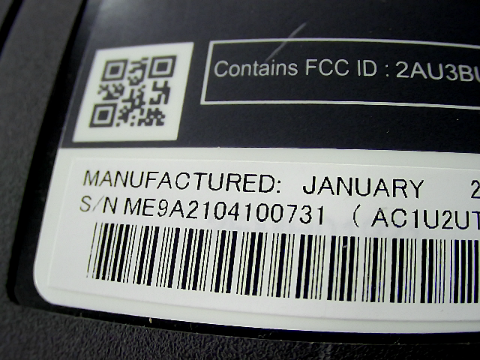 Contains FCC ID : 2AU3BU
MANUFACTURED: JANUARY 2
S/N ME9A2104100731 ( AC1U2UT